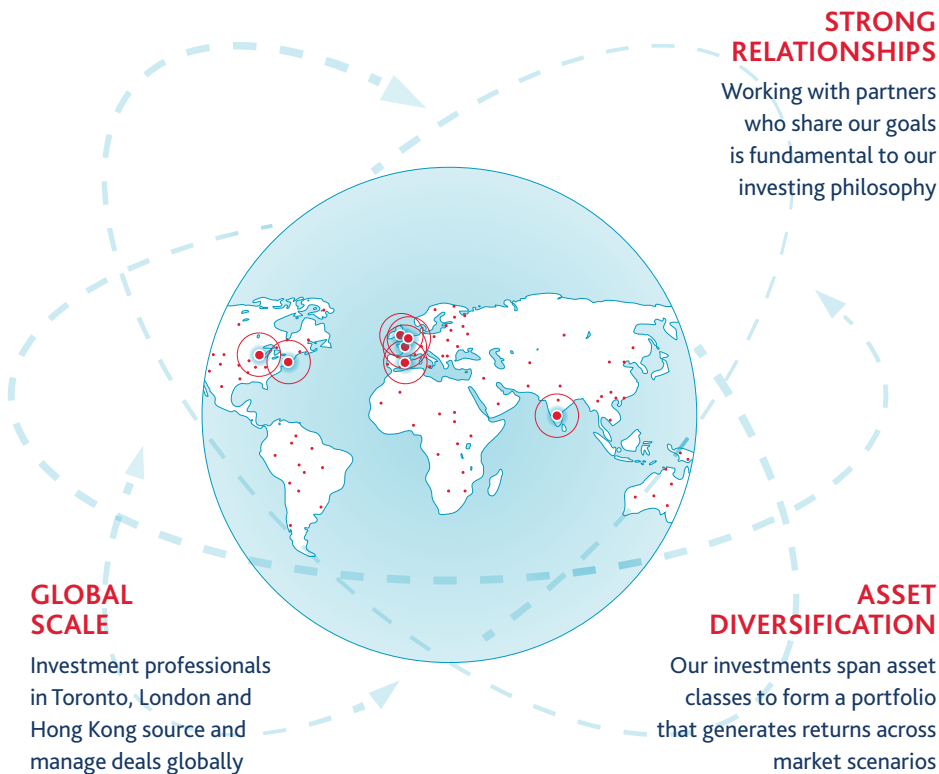 STRONG
RELATIONSHIPS
Working with partners
who share our goals
is fundamental to our
investing philosophy
GLOBAL
SCALE
Investment professionals
in Toronto, London and
Hong Kong source and
manage deals globally
ASSET
DIVERSIFICATION
Our investments span asset
classes to form a portfolio
that generates returns across
market scenarios